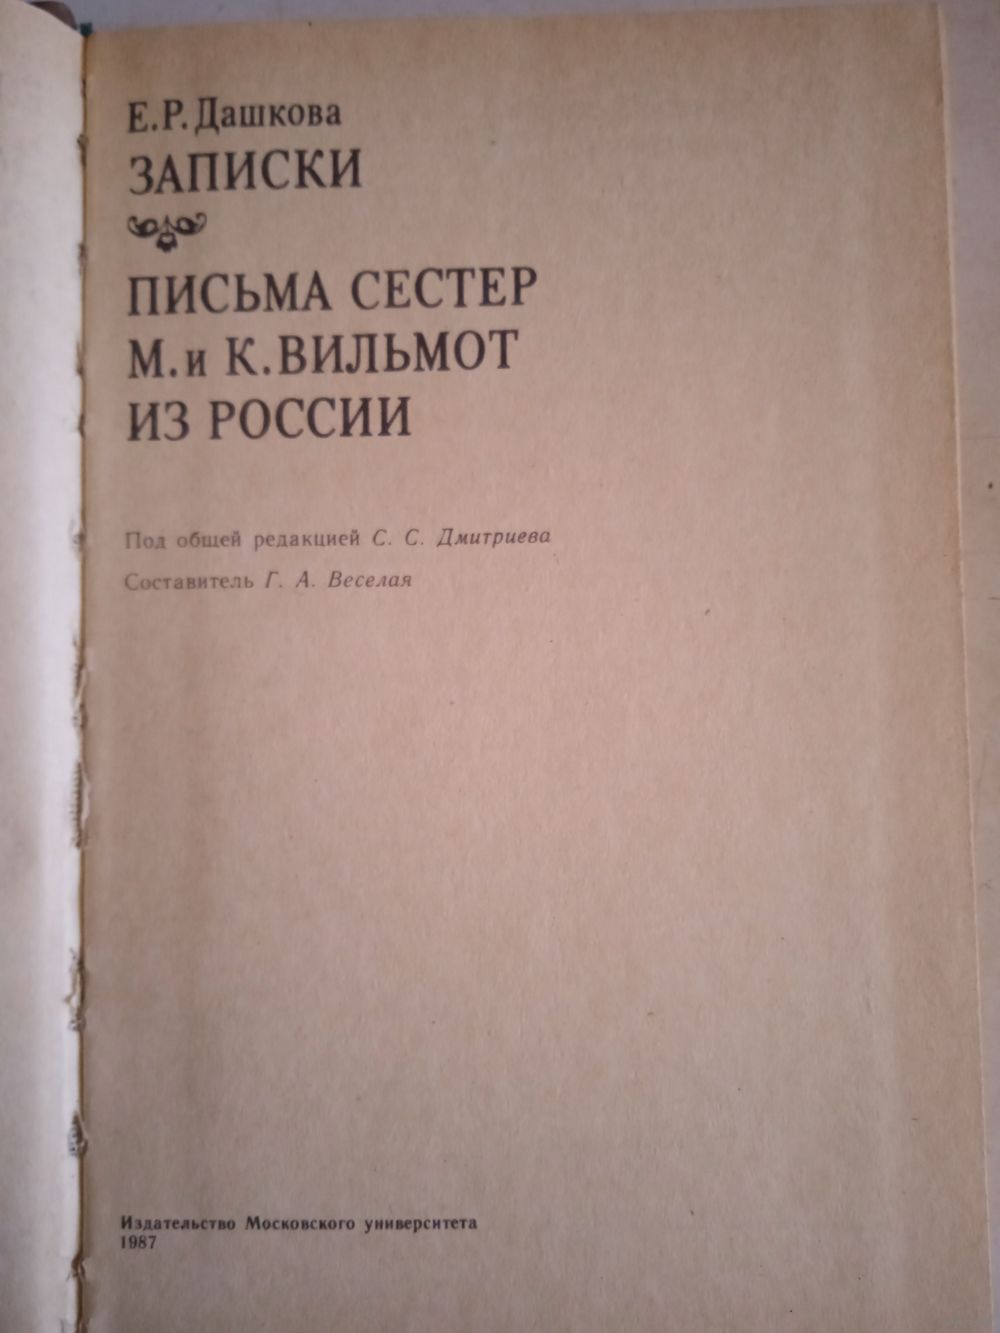 Е.Р.Дашкова
ЗАПИСКИ
ПИСЬМА СЕСТЕР
М. и К.ВИЛЬМОТ
ИЗ РОССИИ
Под общей редакцией С. С. Дмитриева
Составитель Г. А. Веселая
Издательство Московского университета
1987